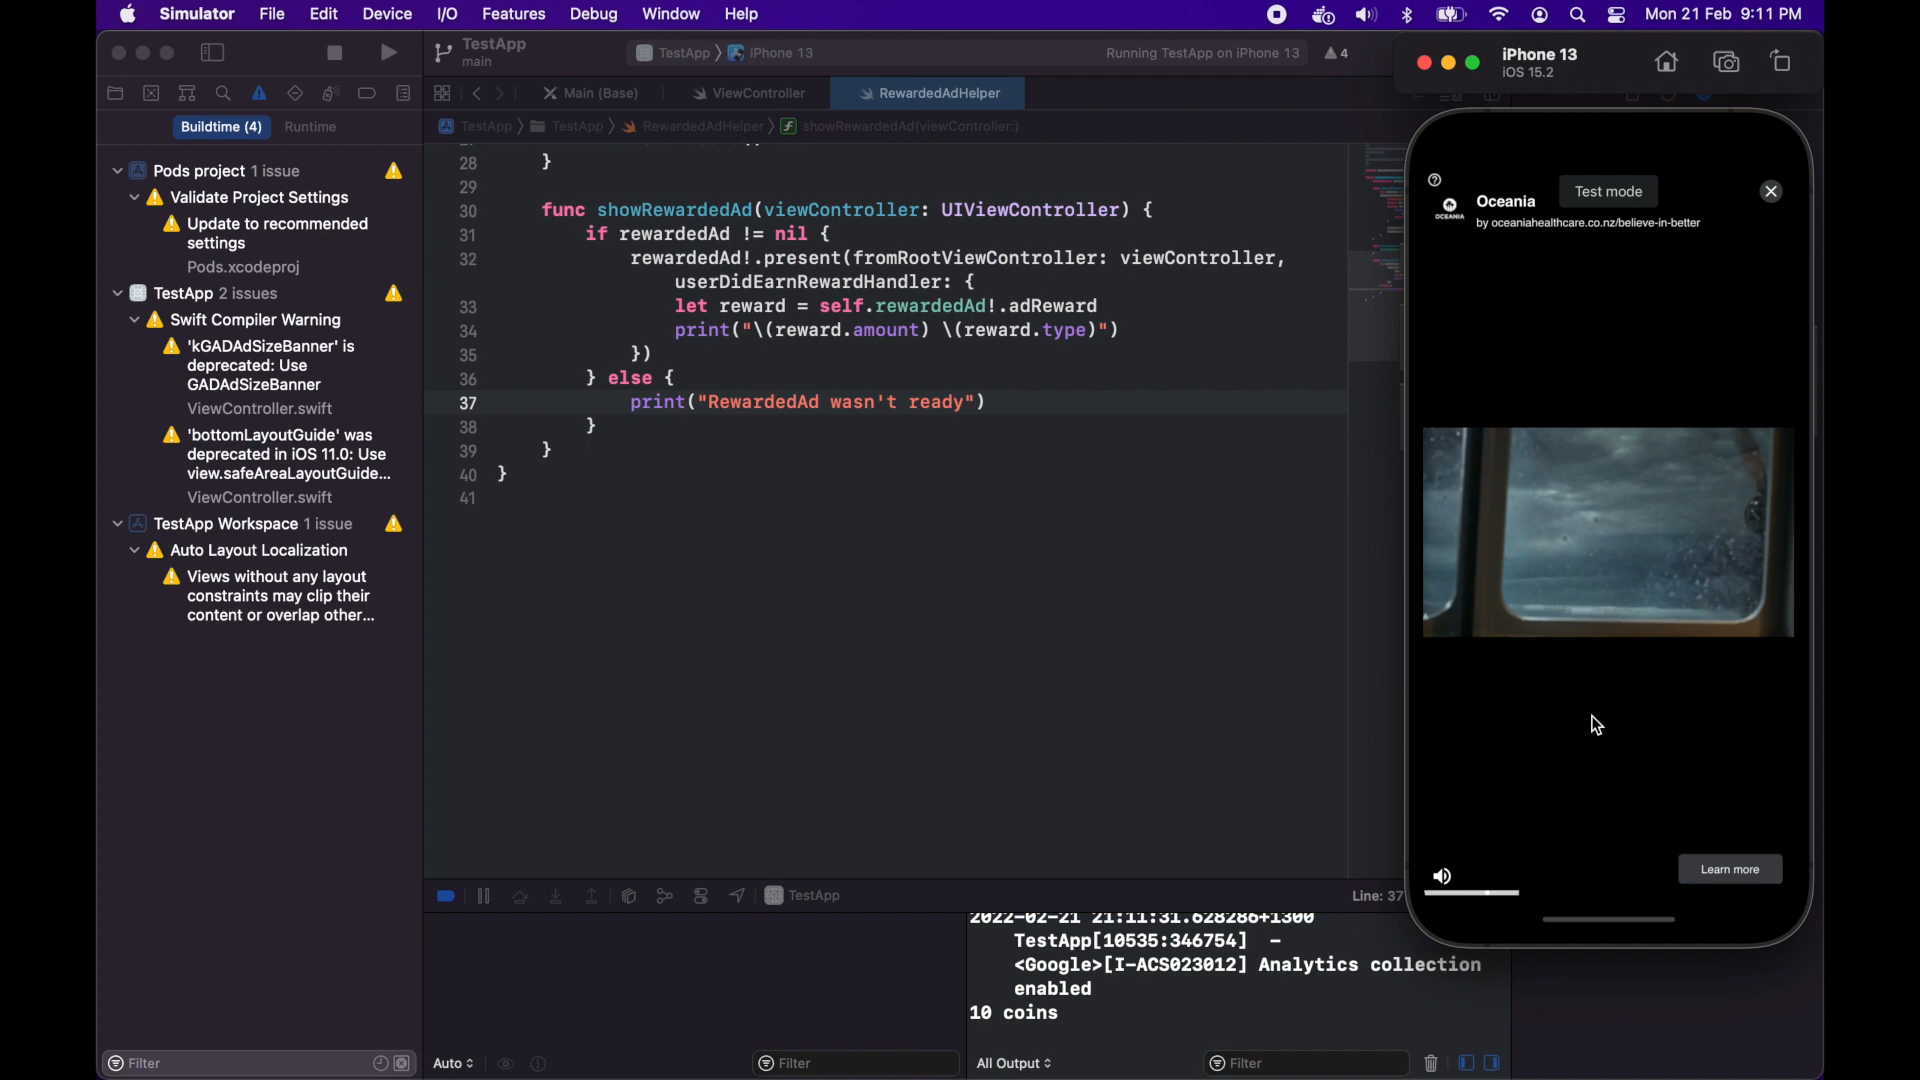 Simulator File Edit Device I/O Features Debug Window Help
Mon 21 Feb 9:11 PM
TestApp
main
TestApp
iPhone 13
Running TestApp on iPhone 13
4
iPhone 13
iOS 15.2
Main (Base)
ViewController
RewardedAdHelper
Buildtime (4)
Runtime
TestApp
TestApp
RewardedAdHelper
showRewardedAd(viewController:)
Pods project 1 issue
Validate Project Settings
Update to recommended
settings
Pods.xcodeproj
TestApp 2 issues
Swift Compiler Warning
'kGADAdSizeBanner' is
deprecated: Use
GADAdSizeBanner
ViewController.swift
'bottomLayoutGuide' was
deprecated in iOS 11.0: Use
view.safeAreaLayoutGuide...
ViewController.swift
TestApp Workspace 1 issue
Auto Layout Localization
Views without any layout
constraints may clip their
content or overlap other...
Filter
28 }
29
30 func showRewardedAd(viewController: UIViewController) {
31 if rewardedAd != nil {
32 rewardedAd!.present(fromRootViewController: viewController,
userDidEarnRewardHandler: {
33 let reward = self.rewardedAd!.adReward
34 print("\(reward.amount) \(reward.type)")
35 })
36 } else {
37 print("RewardedAd wasn't ready")
38 }
39 }
40 }
41
TestApp
Line: 37
2022-02-21 21:11:31.628286+1300
TestApp[10535:346754] -
<Google>[I-ACS023012] Analytics collection
enabled
10 coins
Auto
Filter
All Output
Filter
OCEANIA
Oceania
Test mode
by oceaniahealthcare.co.nz/believe-in-better
Learn more